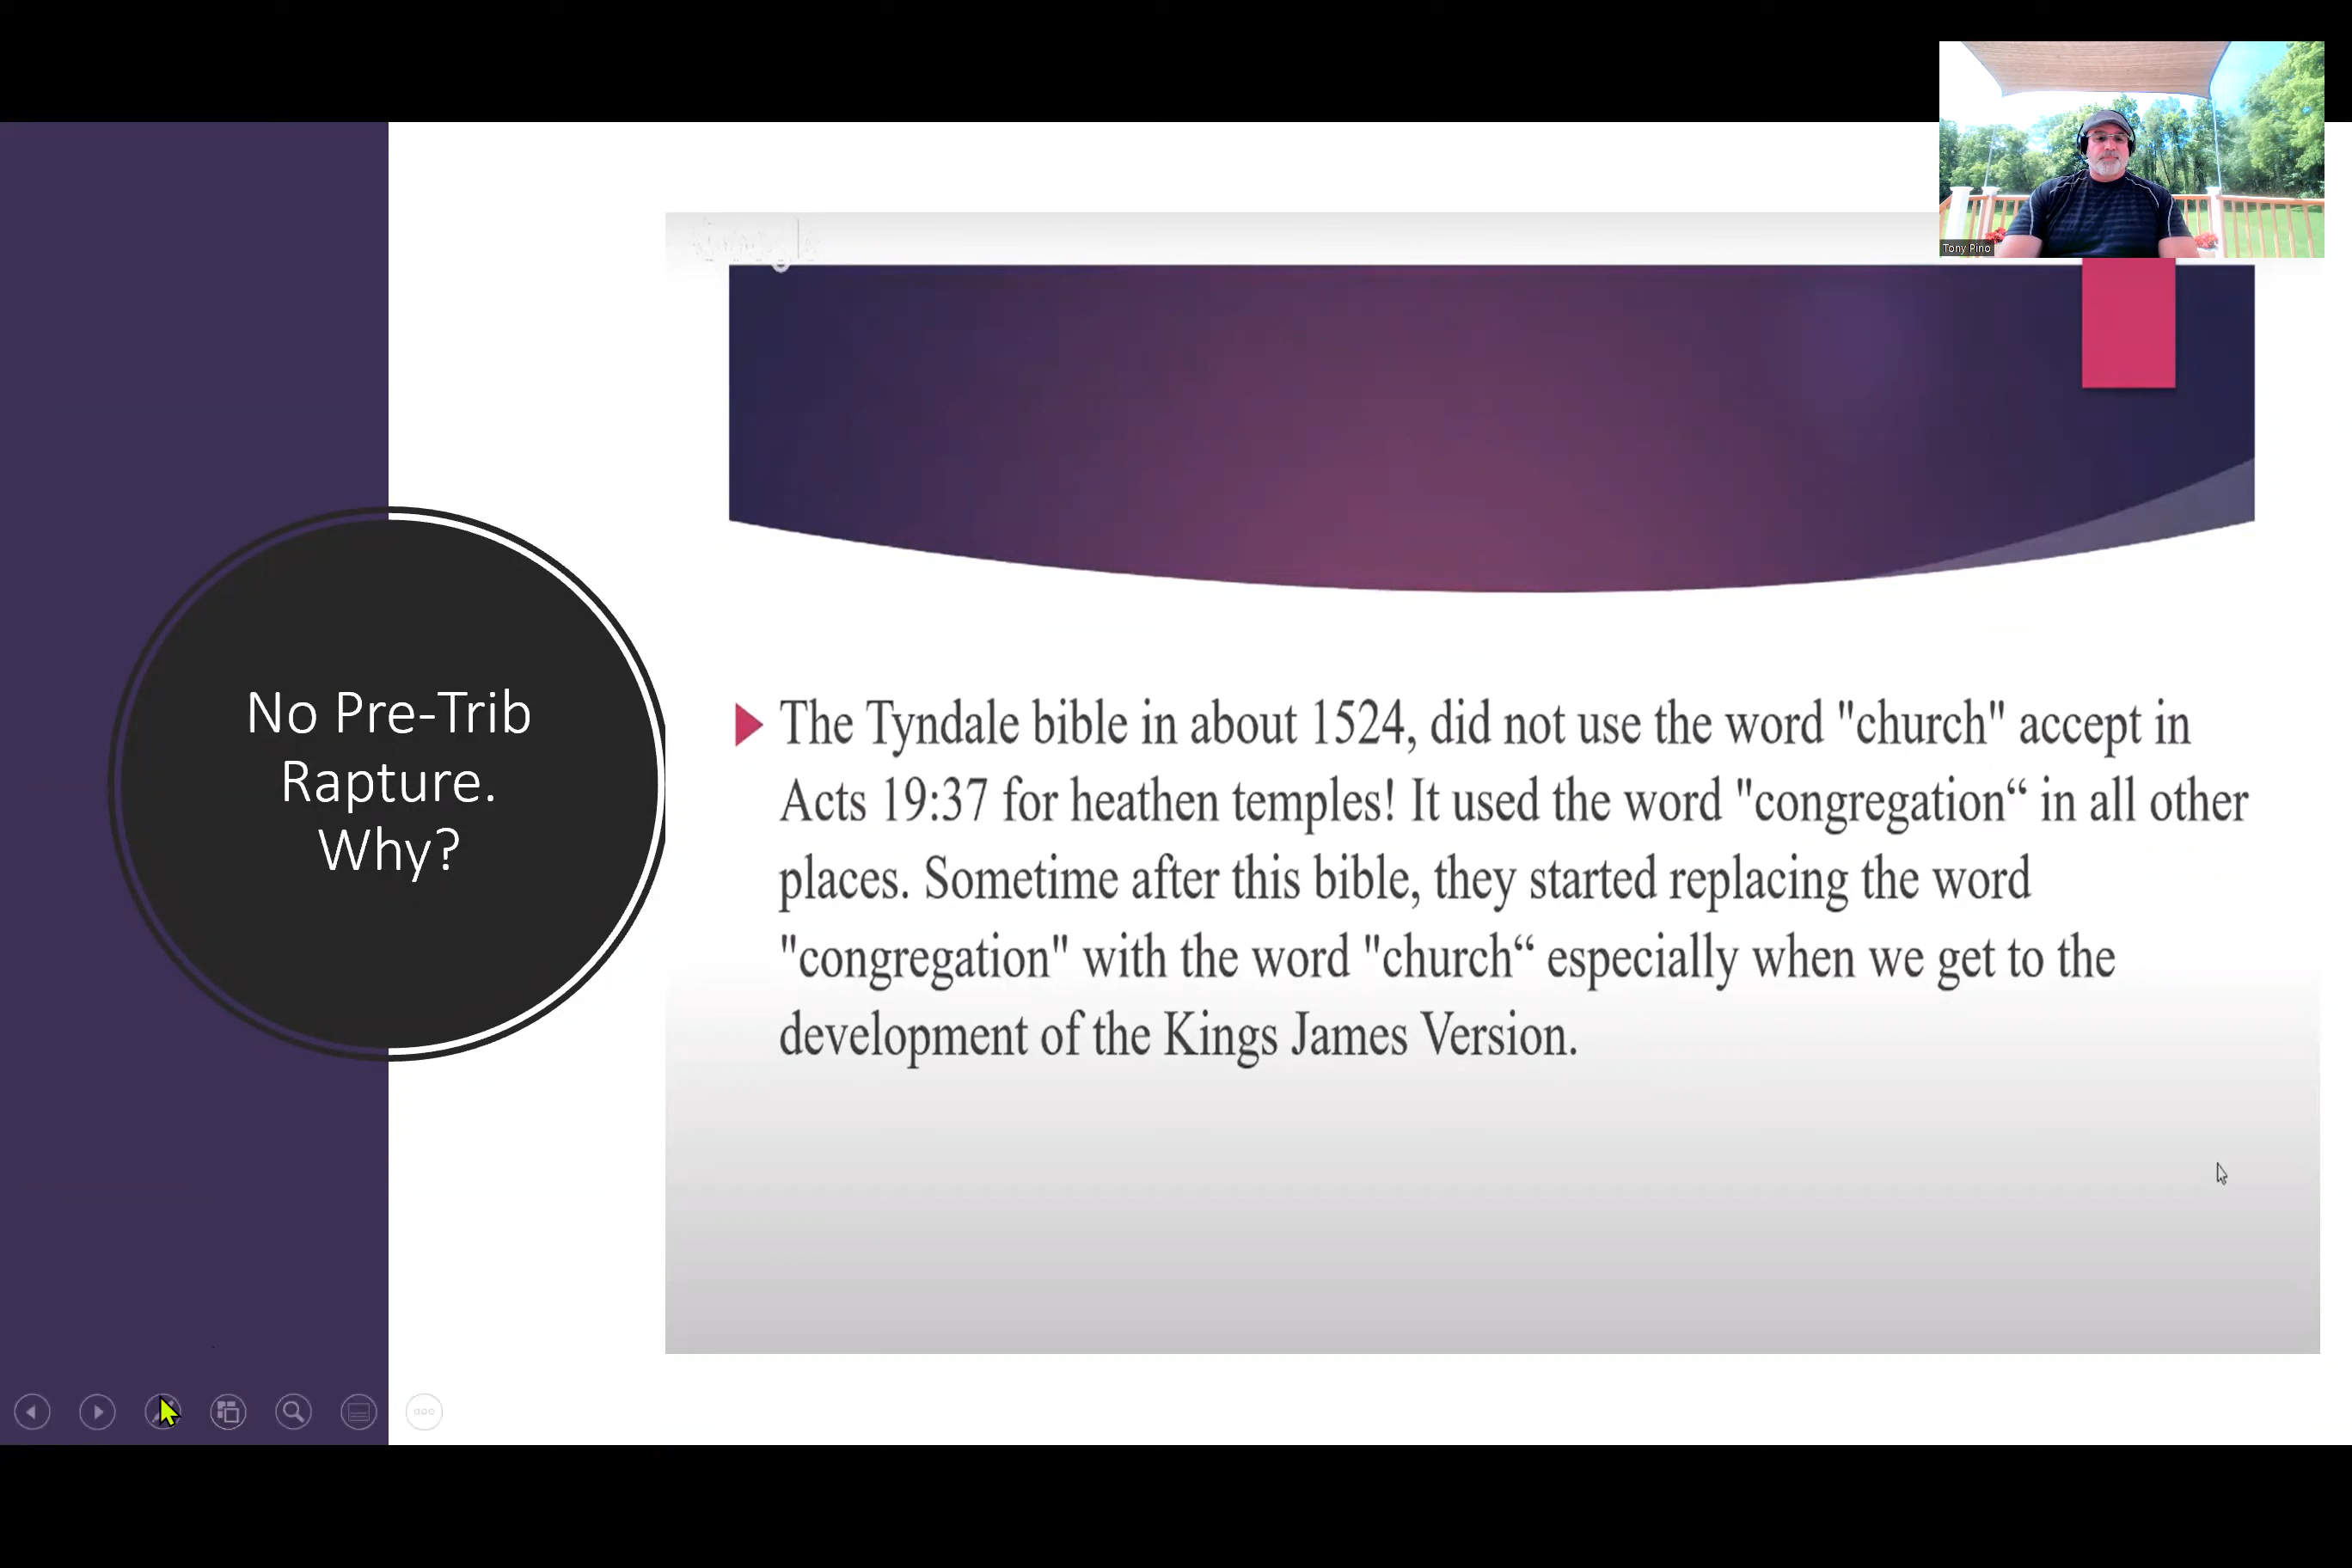 Tony Pino
No Pre-Trib
Rapture.
Why?
The Tyndale bible in about 1524, did not use the word "church" accept in
Acts 19:37 for heathen temples! It used the word "congregation“ in all other
places. Sometime after this bible, they started replacing the word
"congregation" with the word "church“ especially when we get to the
development of the Kings James Version.